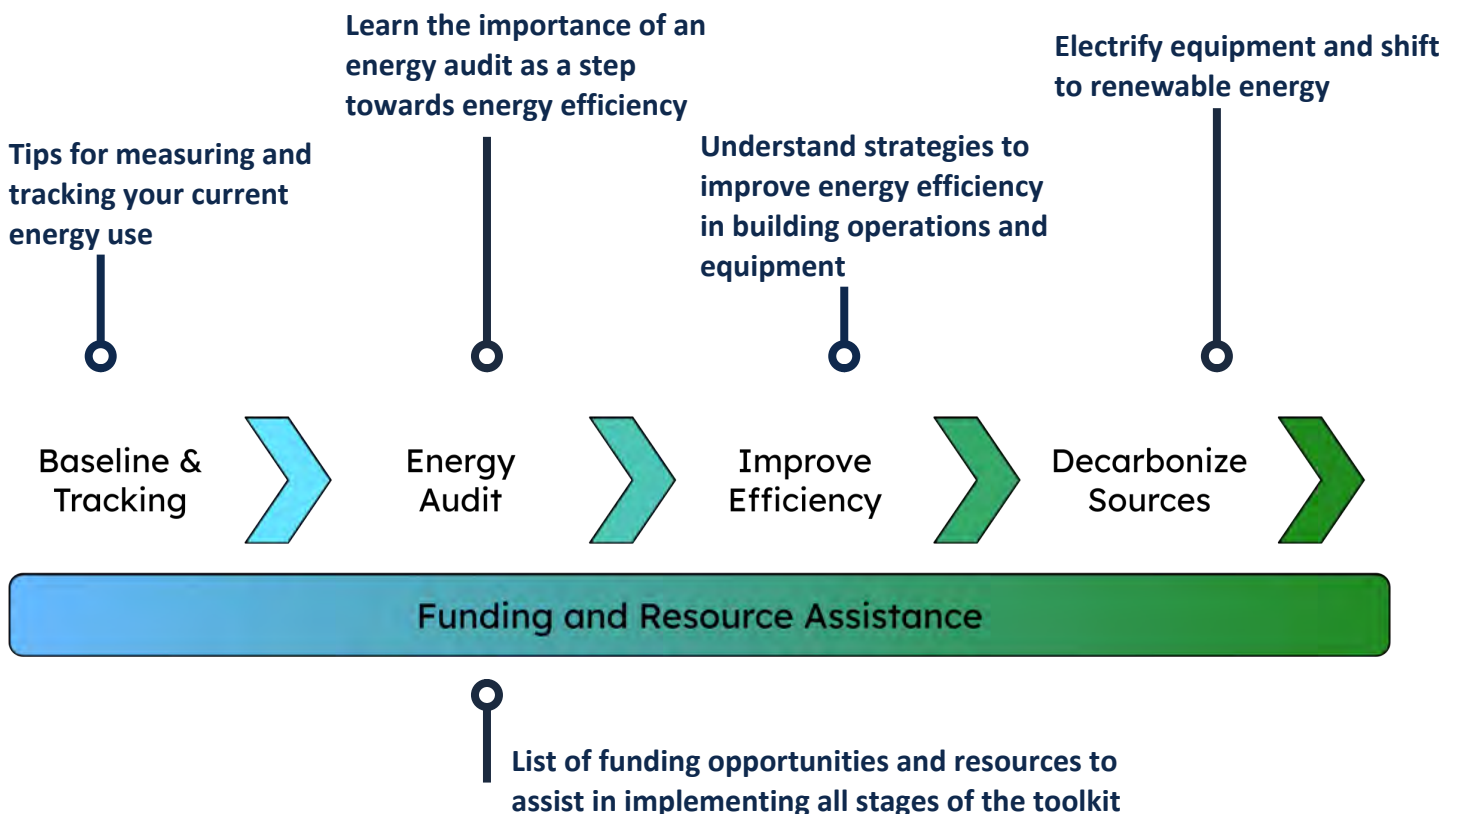 Learn the importance of an
energy audit as a step
towards energy efficiency
Electrify equipment and shift
to renewable energy
Tips for measuring and
tracking your current
energy use
Understand strategies to
improve energy efficiency
in building operations and
equipment
Baseline &
Tracking
Energy
Audit
Improve
Efficiency
Decarbonize
Sources
Funding and Resource Assistance
List of funding opportunities and resources to
assist in implementing all stages of the toolkit